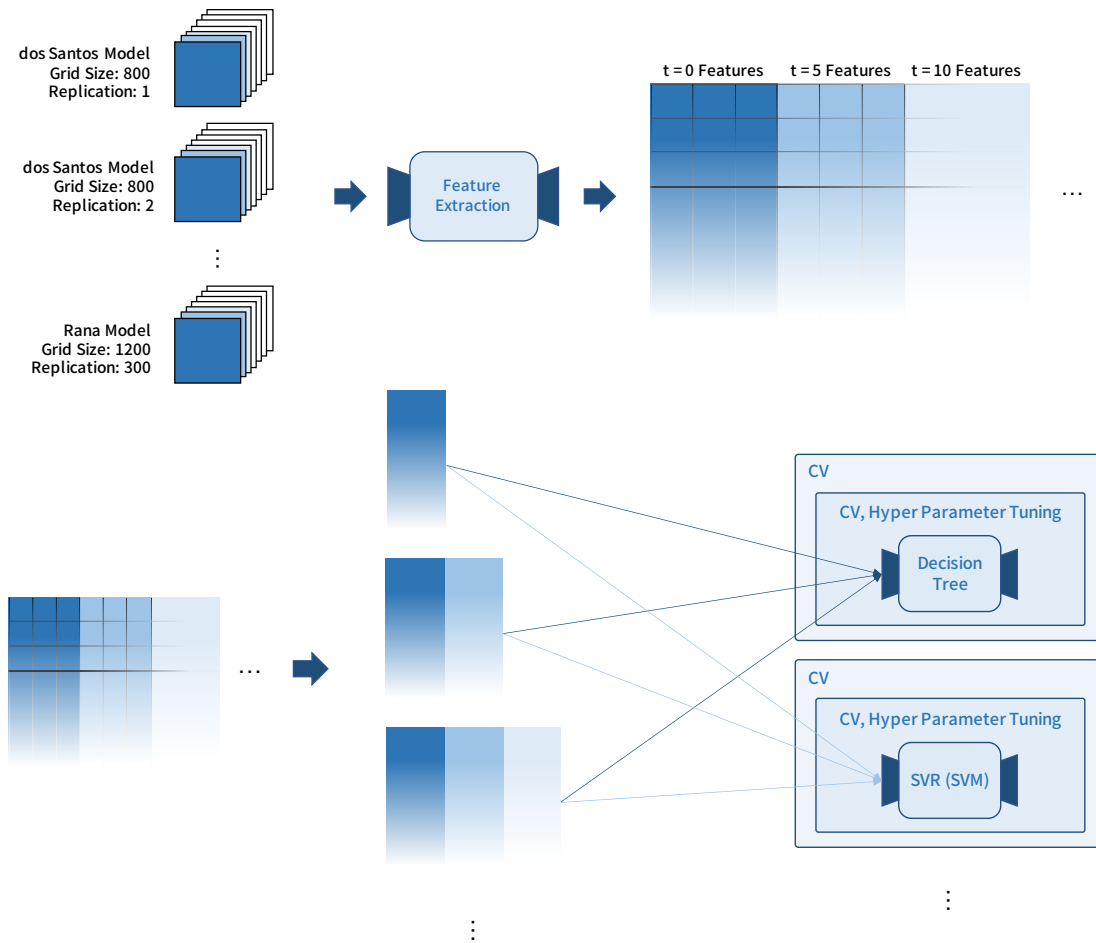 dos Santos Model
Grid Size: 800
Replication: 1
dos Santos Model
Grid Size: 800
Replication: 2
⋮
Rana Model
Grid Size: 1200
Replication: 300
Feature
Extraction
t = 0 Features
t = 5 Features
t = 10 Features
...
...
CV
CV, Hyper Parameter Tuning
Decision
Tree
CV
CV, Hyper Parameter Tuning
SVR (SVM)
⋮
⋮